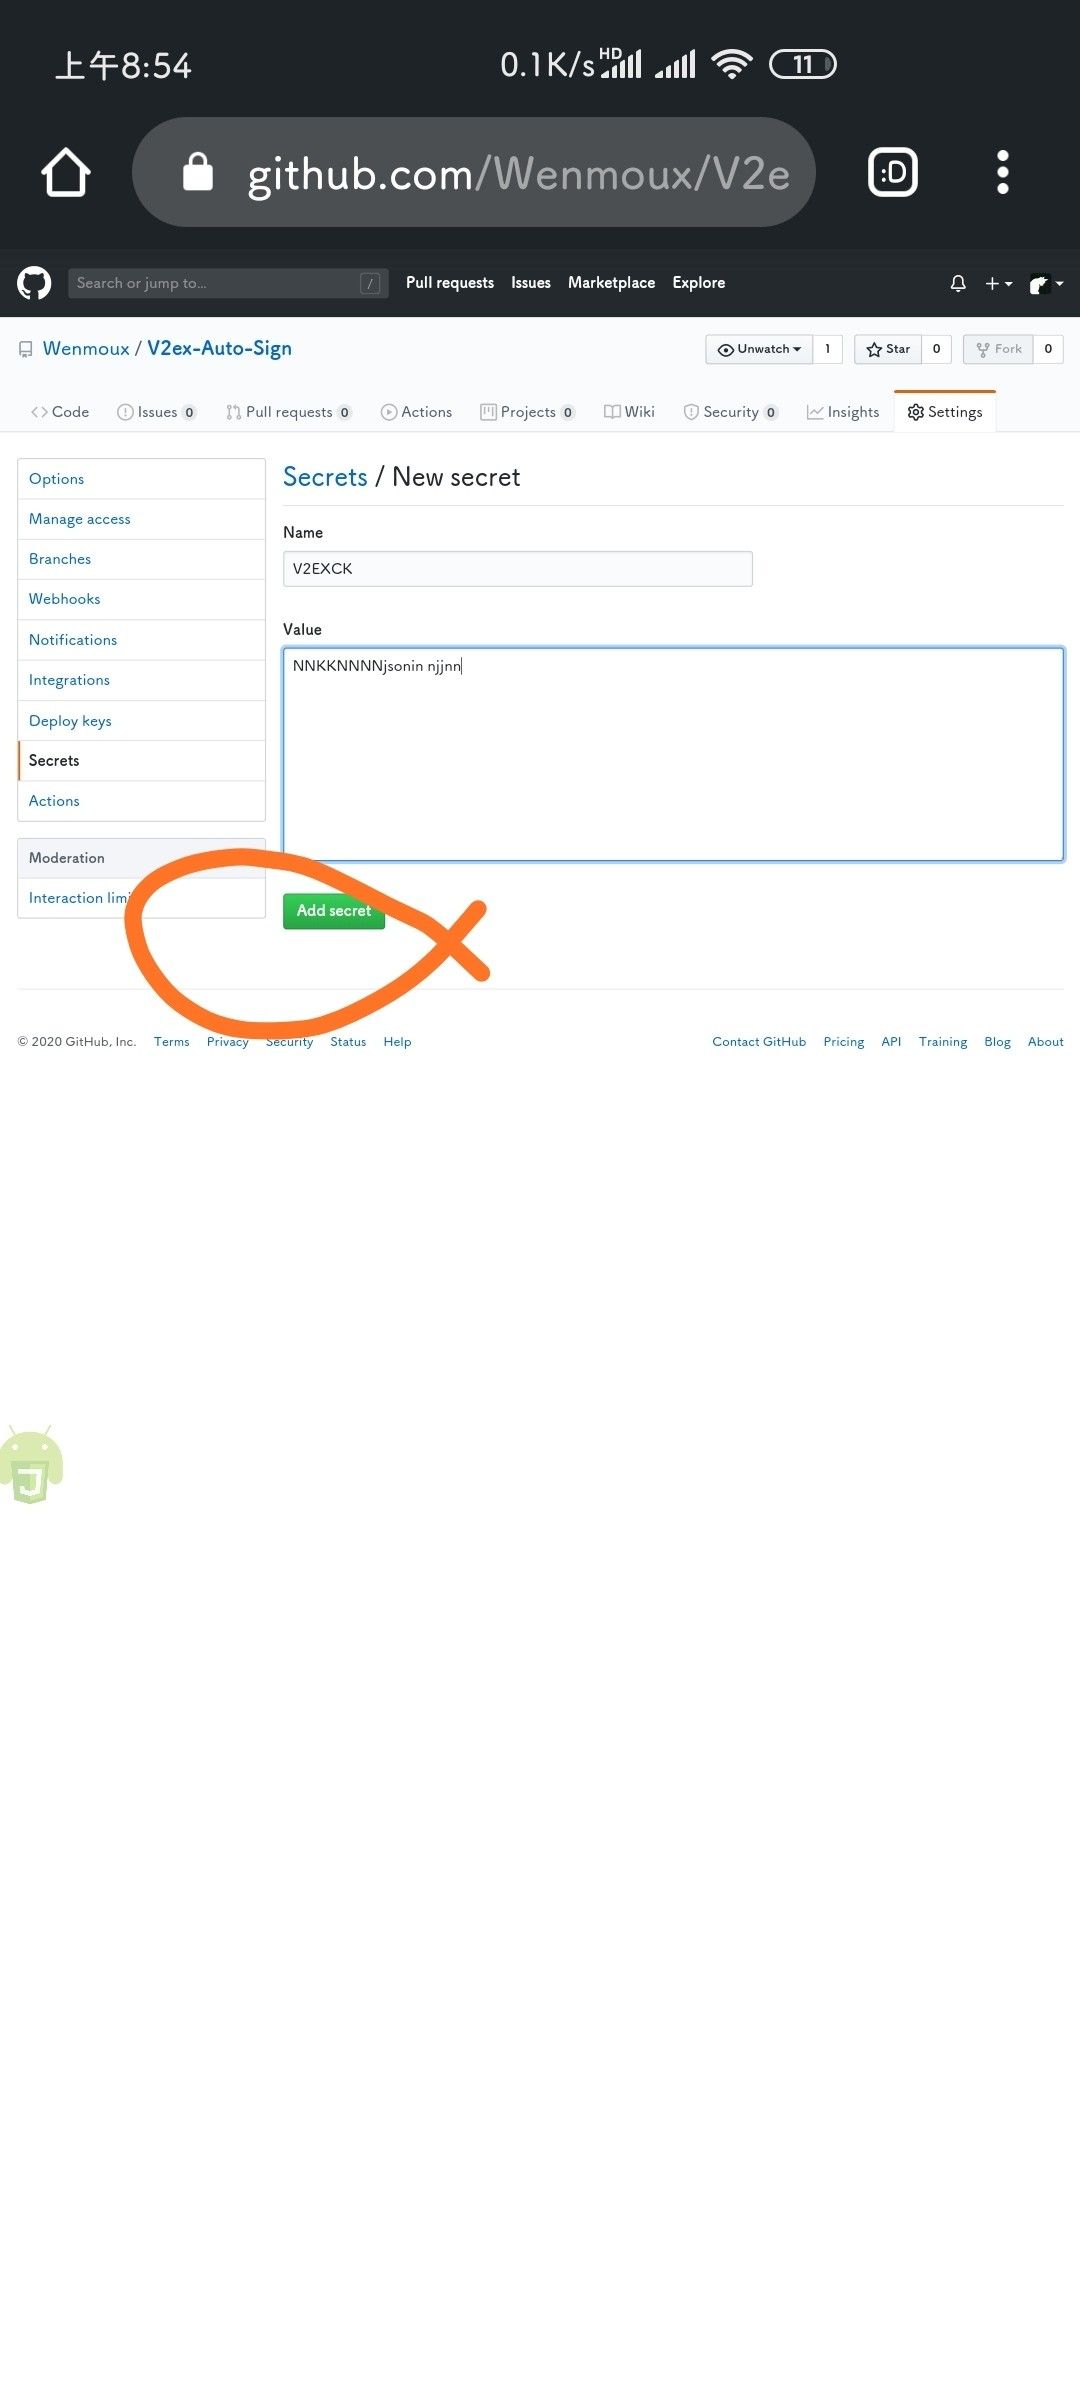 上午8:54 0.1K/s HD 11
github.com/Wenmoux/V2e :D
Search or jump to... / Pull requests Issues Marketplace Explore
Wenmoux / V2ex-Auto-Sign Unwatch 1 Star 0 Fork 0
Code Issues 0 Pull requests 0 Actions Projects 0 Wiki Security 0 Insights Settings
Options
Manage access
Branches
Webhooks
Notifications
Integrations
Deploy keys
Secrets
Actions
Moderation
Interaction limi
Secrets / New secret
Name
V2EXCK
Value
NNKKNNNNjsonin njjnn
Add secret
© 2020 GitHub, Inc. Terms Privacy Security Status Help Contact GitHub Pricing API Training Blog About
J